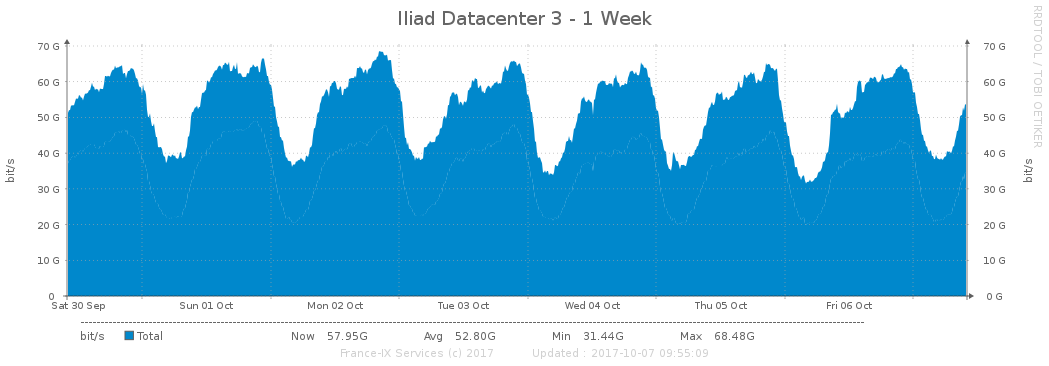 Iliad Datacenter 3 - 1 Week
RRDTOOL / TOBI OETIKER
70 G 70 G
60 G 60 G
50 G 50 G
40 G 40 G
30 G 30 G
20 G 20 G
10 G 10 G
0 0 G
bit/s
bit/s
Sat 30 Sep Sun 01 Oct Mon 02 Oct Tue 03 Oct Wed 04 Oct Thu 05 Oct Fri 06 Oct
bit/s Total Now 57.95G Avg 52.80G Min 31.44G Max 68.48G
France-IX Services (c) 2017 Updated : 2017-10-07 09:55:09